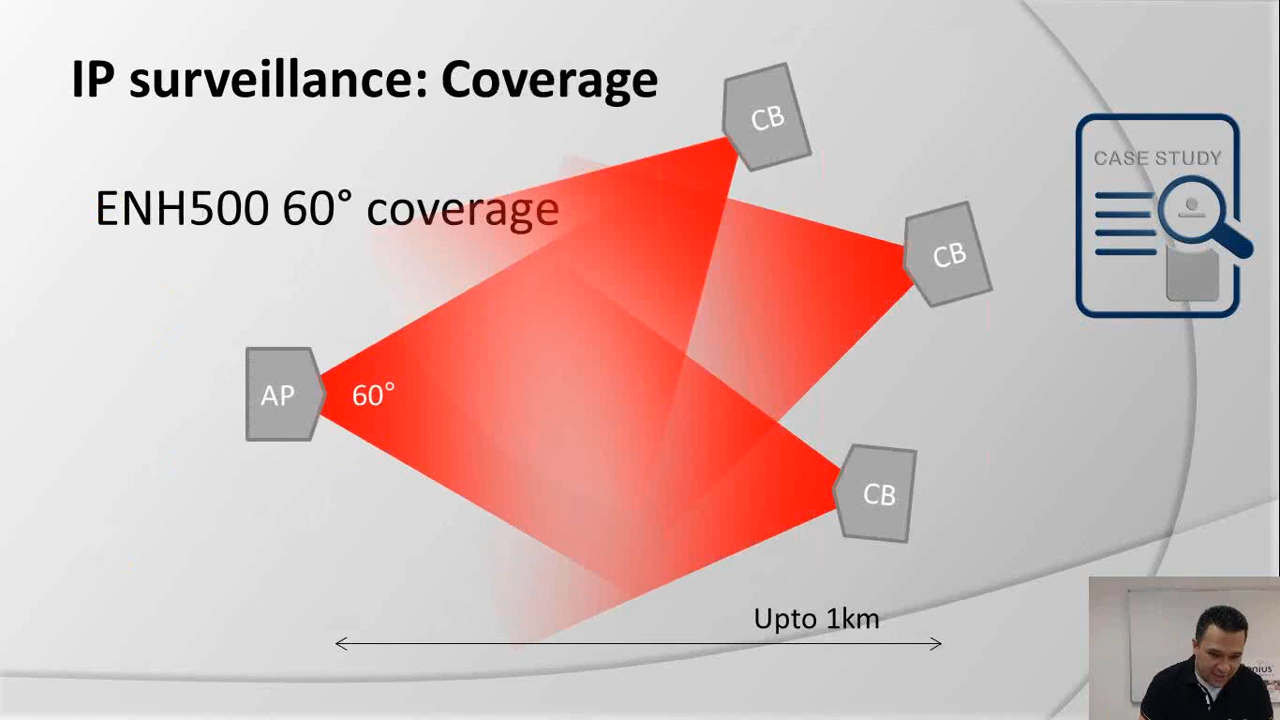 IP surveillance: Coverage
CB
CASE STUDY
ENH500 60° coverage
CB
AP
60°
CB
Upto 1km